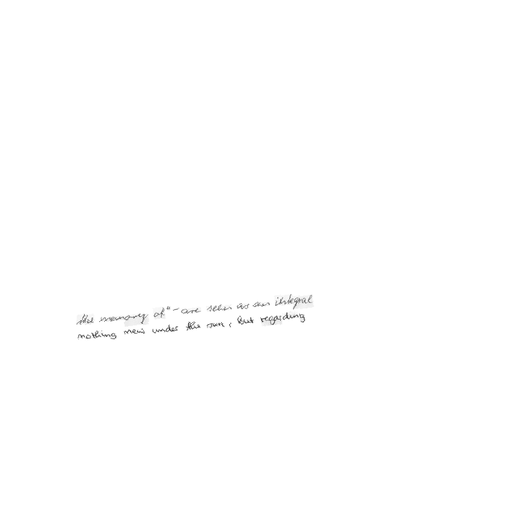 the memory of" - are seen as an integral
nothing new under the sun, but regarding